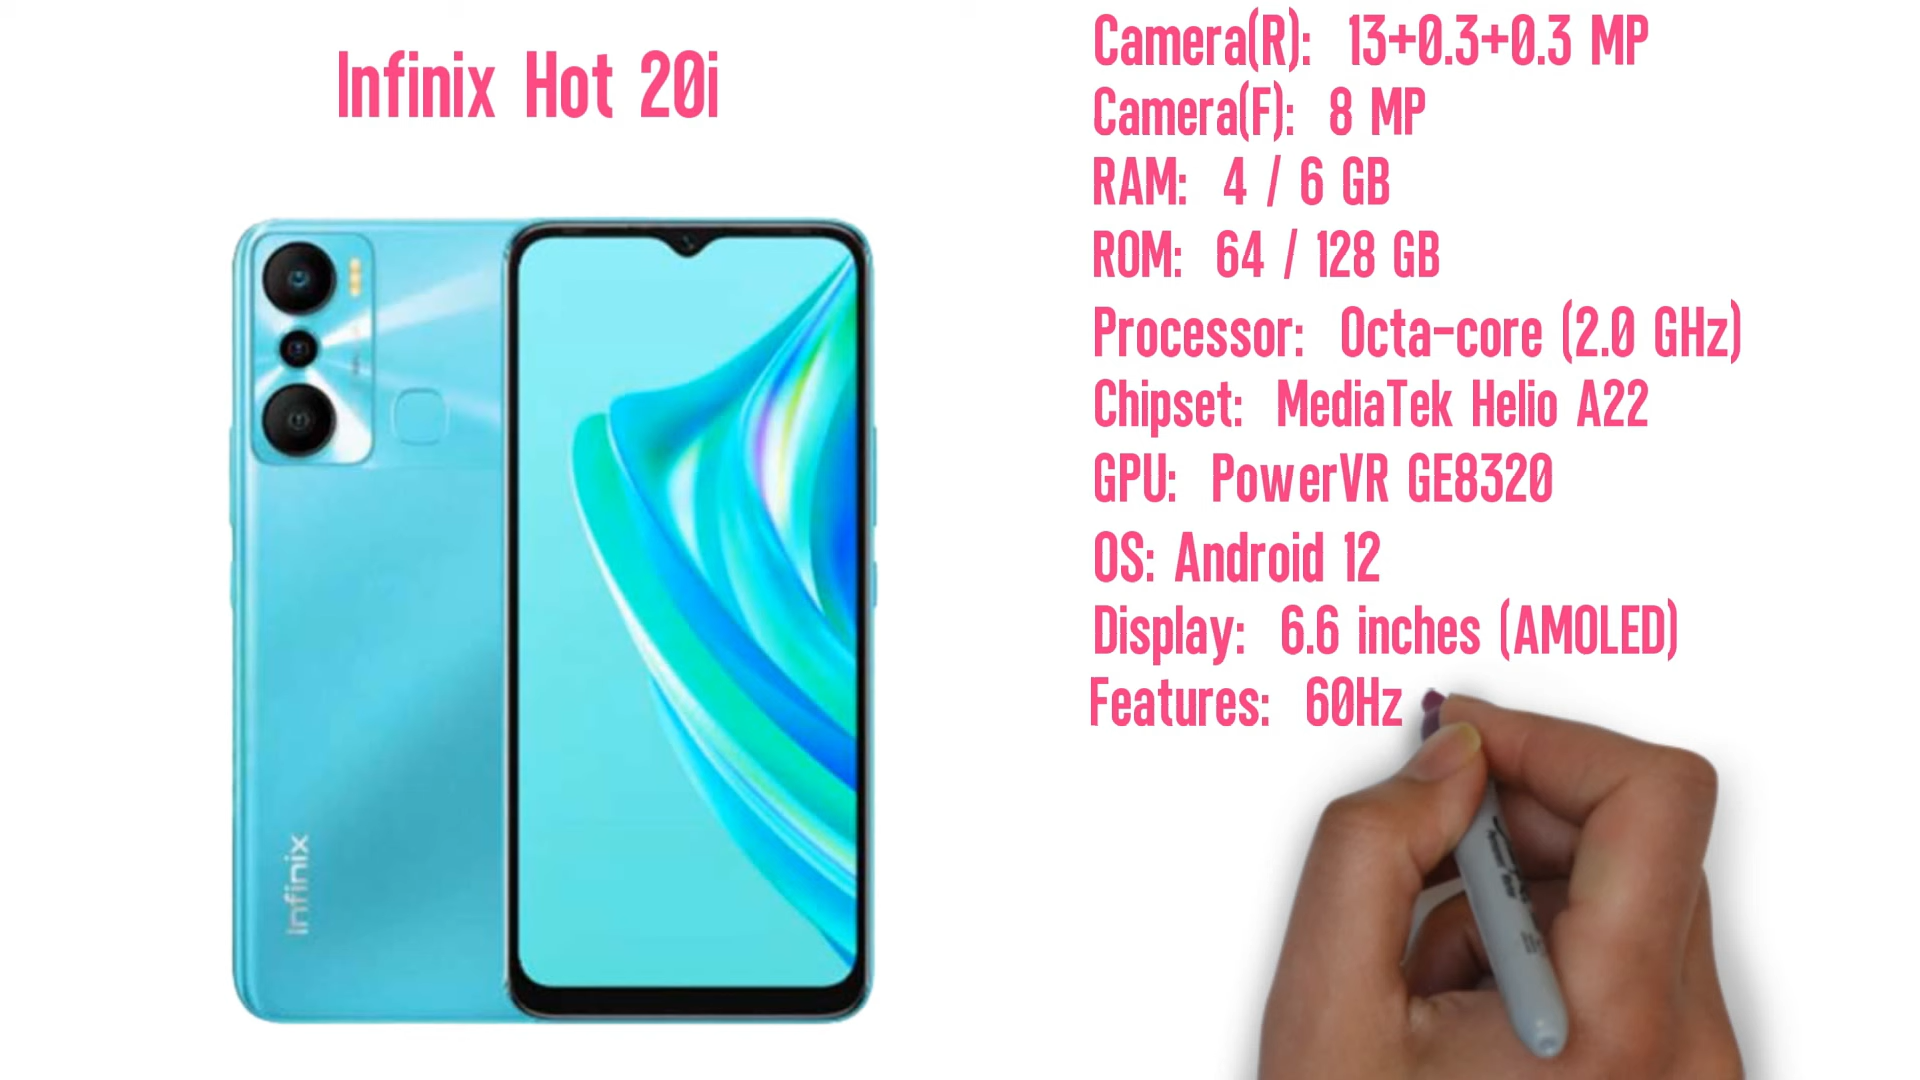 Infinix Hot 20i
Camera(R): 13+0.3+0.3 MP
Camera(F): 8 MP
RAM: 4 / 6 GB
ROM: 64 / 128 GB
Processor: Octa-core (2.0 GHz)
Chipset: MediaTek Helio A22
GPU: PowerVR GE8320
OS: Android 12
Display: 6.6 inches (AMOLED)
Features: 60Hz
Infinix